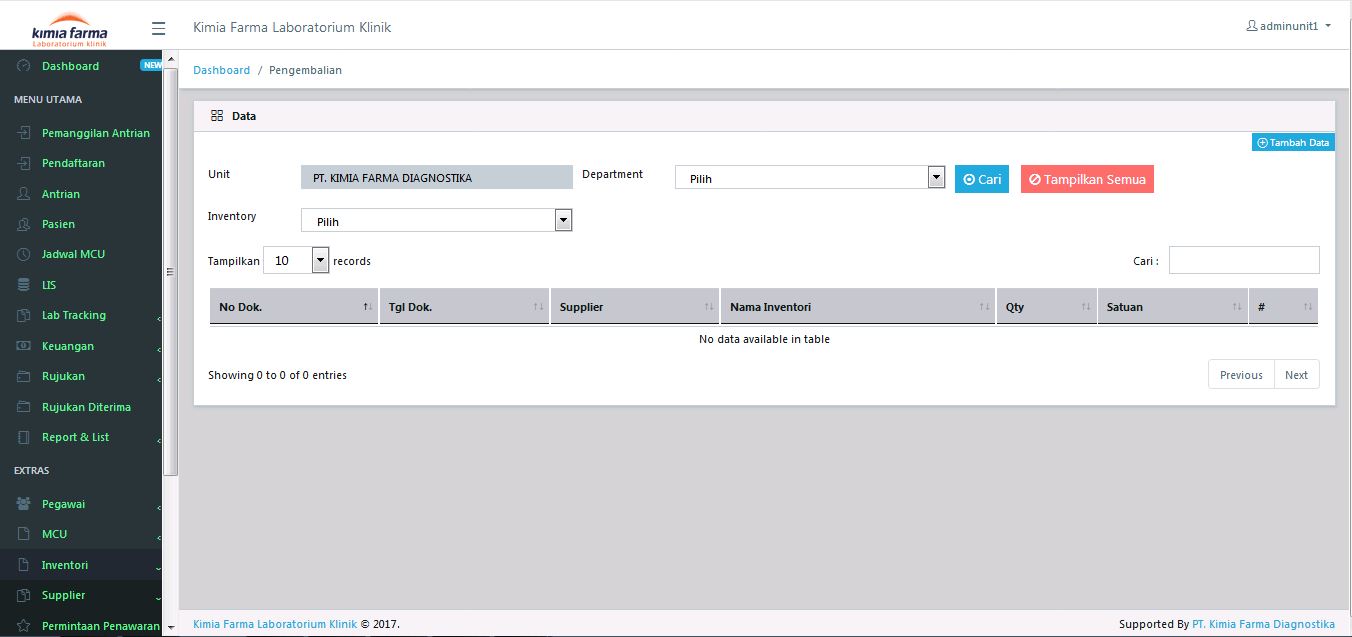 kimia farma
Laboratorium klinik
Kimia Farma Laboratorium Klinik
adminunit1
Dashboard
NEW
MENU UTAMA
Pemanggilan Antrian
Pendaftaran
Antrian
Pasien
Jadwal MCU
LIS
Lab Tracking
Keuangan
Rujukan
Rujukan Diterima
Report & List
EXTRAS
Pegawai
MCU
Inventori
Supplier
Permintaan Penawaran
Dashboard / Pengembalian
Data
Tambah Data
Unit PT. KIMIA FARMA DIAGNOSTIKA Department Pilih Cari Tampilkan Semua
Inventory Pilih
Tampilkan 10 records Cari :
No Dok. Tgl Dok. Supplier Nama Inventori Qty Satuan #
No data available in table
Showing 0 to 0 of 0 entries Previous Next
Kimia Farma Laboratorium Klinik © 2017. Supported By PT. Kimia Farma Diagnostika